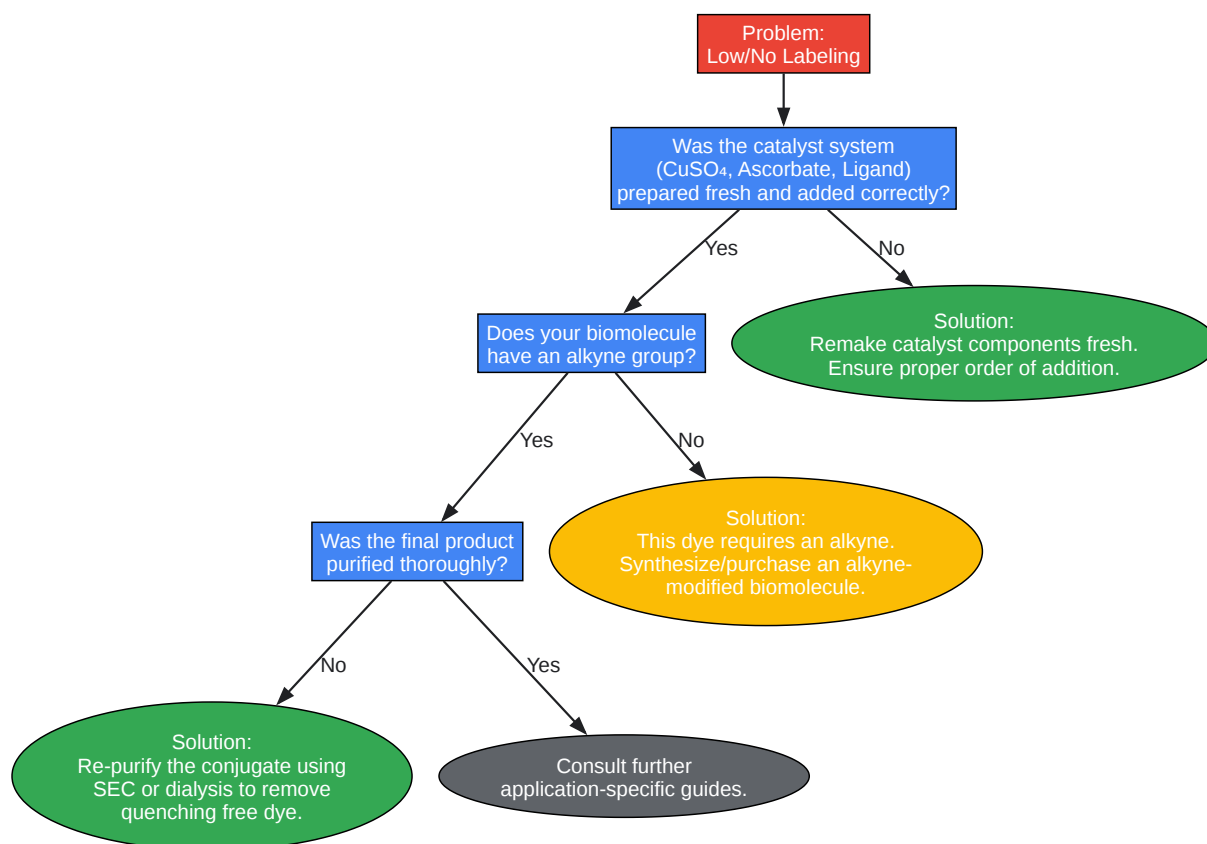 Problem:
Low/No Labeling
Was the catalyst system
(CuSO₄, Ascorbate, Ligand)
prepared fresh and added correctly?
Yes
No
Does your biomolecule
have an alkyne group?
Solution:
Remake catalyst components fresh.
Ensure proper order of addition.
Yes
No
Was the final product
purified thoroughly?
Solution:
This dye requires an alkyne.
Synthesize/purchase an alkyne-
modified biomolecule.
No
Yes
Solution:
Re-purify the conjugate using
SEC or dialysis to remove
quenching free dye.
Consult further
application-specific guides.